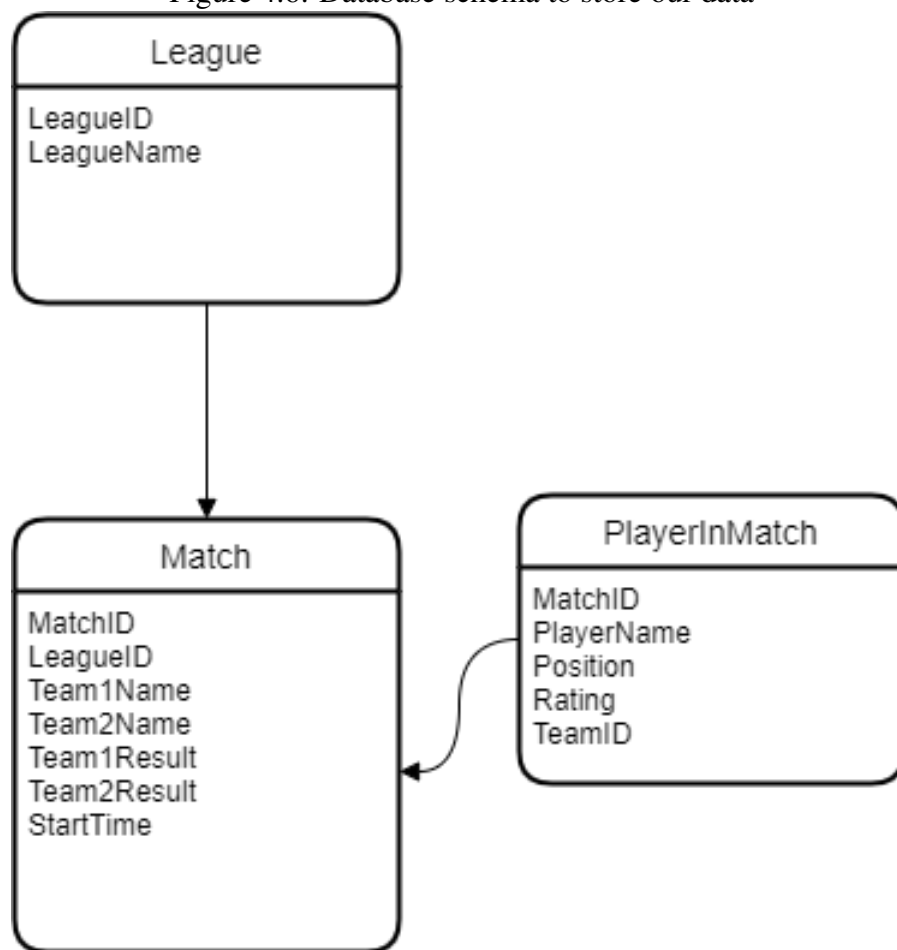 Database schema to store our data
League
LeagueID
LeagueName
Match
MatchID
LeagueID
Team1Name
Team2Name
Team1Result
Team2Result
StartTime
PlayerInMatch
MatchID
PlayerName
Position
Rating
TeamID